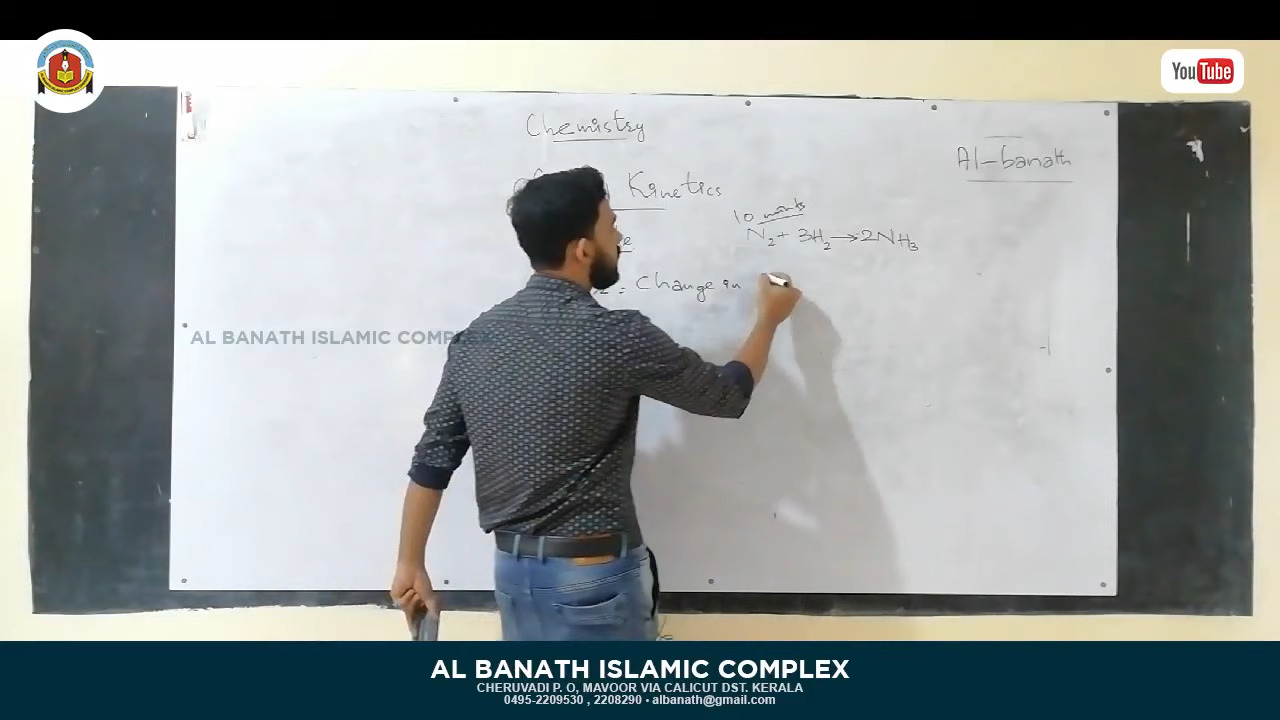 YouTube
Chemistry
Al-banath
Kinetics
10
N2 + 3H2 → 2NH3
= Change in
AL BANATH ISLAMIC COMPLEX
AL BANATH ISLAMIC COMPLEX
CHERUVADI P. O, MAVOOR VIA CALICUT DST. KERALA
0495-2209530 , 2208290 • albanath@gmail.com